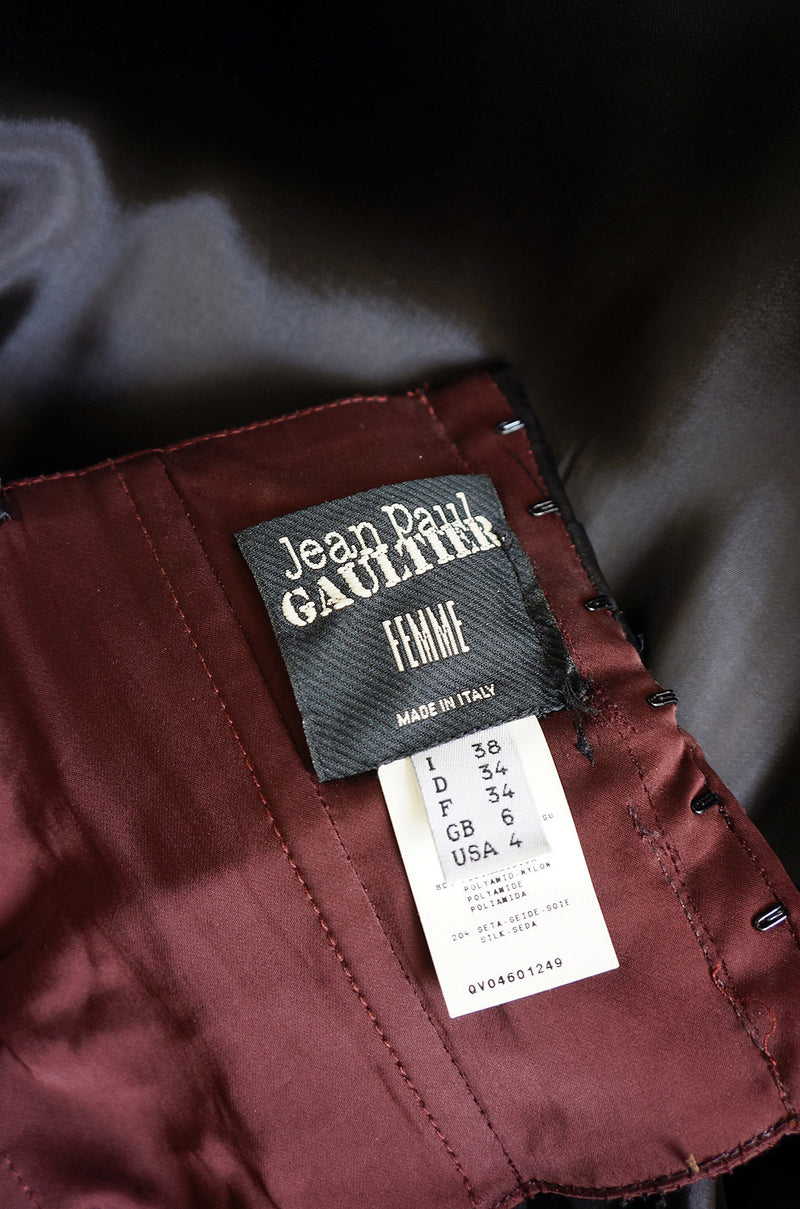 Jean Paul
GAULTIER
FEMME
MADE IN ITALY
I 38
D 34
F 34
GB 6
USA 4
POLYAMID-NYLON
POLYAMIDE
POLIAMIDA
20% SETA-SEIDE-SOIE
SILK-SEDA
QV04601249